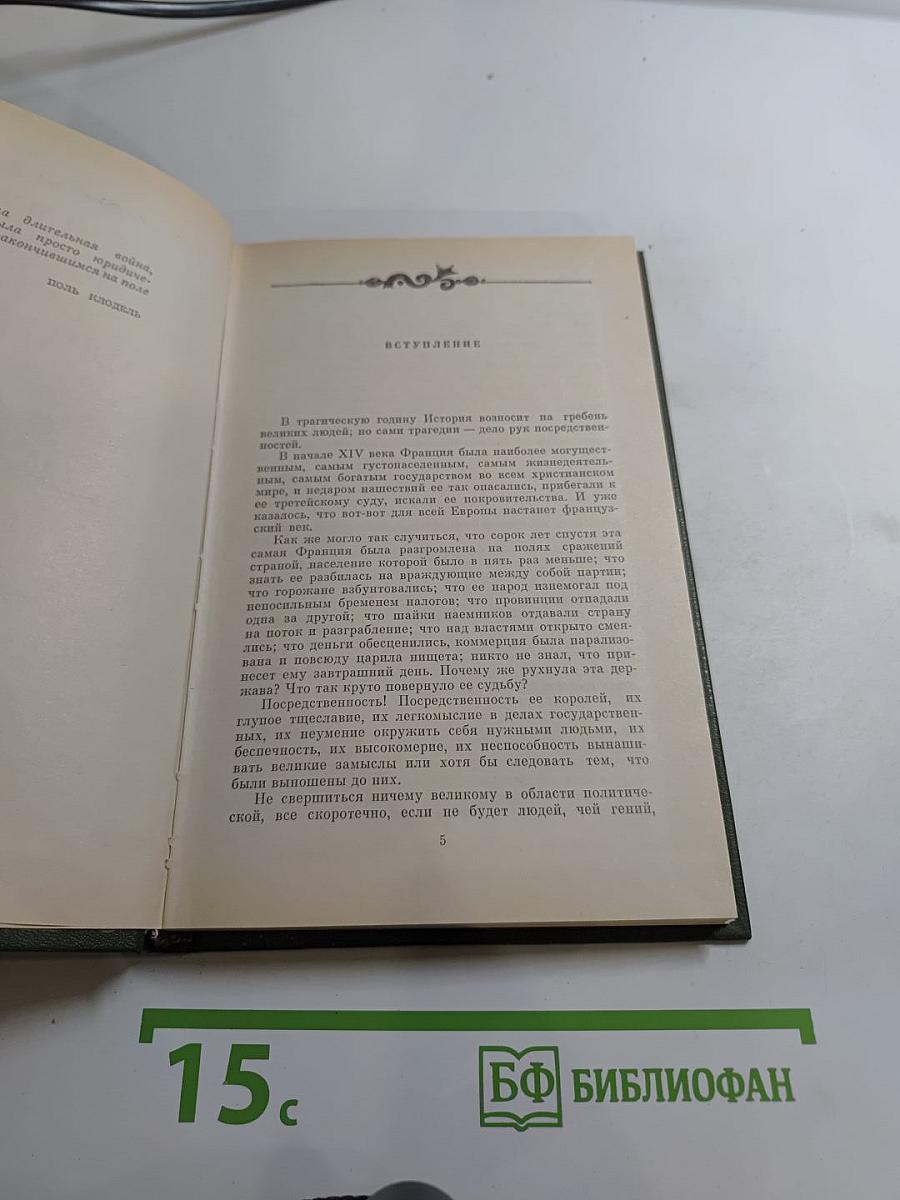 длительная война,
была просто юридиче-
закончившимся на поле
ПОЛЬ КЛОДЕЛЬ
ВСТУПЛЕНИЕ
В трагическую годину История возносит на гребень
великих людей; но сами трагедии — дело рук посредствен-
ностей.
В начале XIV века Франция была наиболее могущест-
венным, самым густонаселенным, самым жизнедеятель-
ным, самым богатым государством во всем христианском
мире, и недаром нашествий ее так опасались, прибегали к
ее третейскому суду, искали ее покровительства. И уже
казалось, что вот-вот для всей Европы настанет француз-
ский век.
Как же могло так случиться, что сорок лет спустя эта
самая Франция была разгромлена на полях сражений
страной, население которой было в пять раз меньше; что
знать ее разбилась на враждующие между собой партии;
что горожане взбунтовались; что ее народ изнемогал под
непосильным бременем налогов; что провинции отпадали
одна за другой; что шайки наемников отдавали страну
на поток и разграбление; что над властями открыто смея-
лись; что деньги обесценились, коммерция была парализо-
вана и повсюду царила нищета; никто не знал, что при-
несет ему завтрашний день. Почему же рухнула эта дер-
жава? Что так круто повернуло ее судьбу?
Посредственность! Посредственность ее королей, их
глупое тщеславие, их легкомыслие в делах государствен-
ных, их неумение окружить себя нужными людьми, их
беспечность, их высокомерие, их неспособность вынаши-
вать великие замыслы или хотя бы следовать тем, что
были выношены до них.
Не свершиться ничему великому в области политиче-
ской, все скоротечно, если не будет людей, чей гений,
5
15 с
БФ БИБЛИОФАН